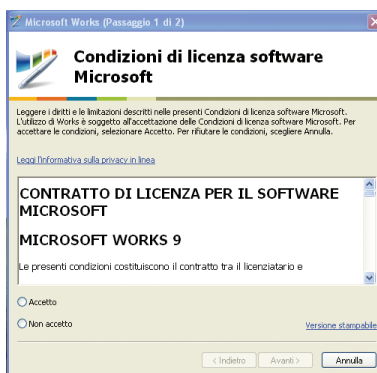 Microsoft Works (Passaggio 1 di 2)
Condizioni di licenza software
Microsoft
Leggere i diritti e le limitazioni descritti nelle presenti Condizioni di licenza software Microsoft.
L'utilizzo di Works è soggetto all'accettazione delle Condizioni di licenza software Microsoft. Per
accettare le condizioni, selezionare Accetto. Per rifiutare le condizioni, scegliere Annulla.
Leggi l'informativa sulla privacy in linea
CONTRATTO DI LICENZA PER IL SOFTWARE
MICROSOFT
MICROSOFT WORKS 9
Le presenti condizioni costituiscono il contratto tra il licenziatario e
Accetto
Non accetto
Versione stampabile
< Indietro
Avanti >
Annulla